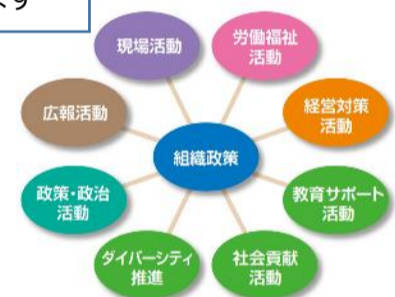 ます
現場活動
労働福祉
活動
広報活動
経営対策
活動
組織政策
政策・政治
活動
教育サポート
活動
ダイバーシティ
推進
社会貢献
活動